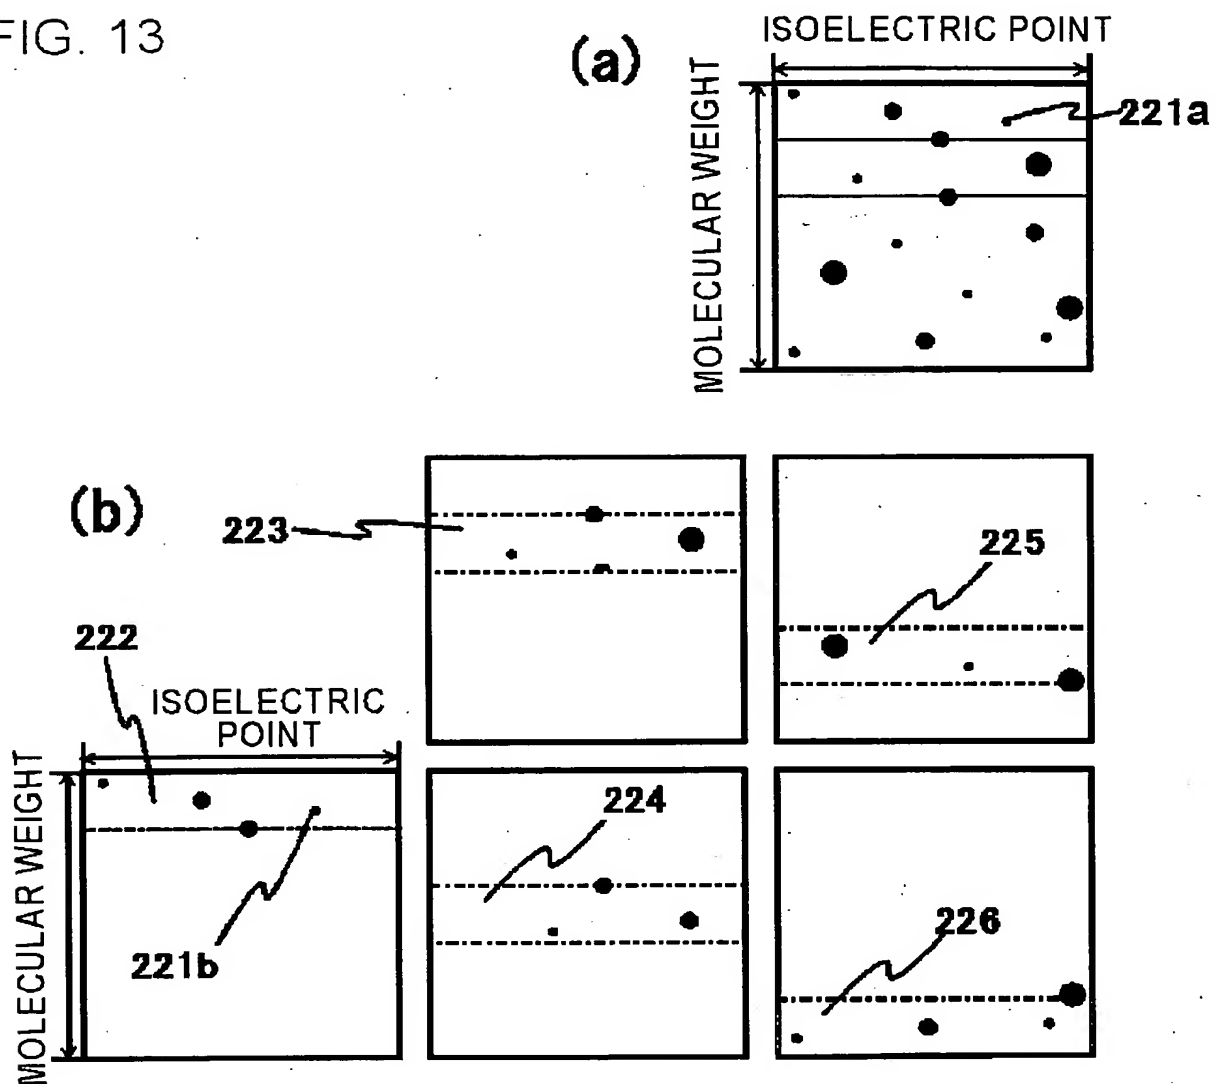 FIG. 13
(a)
ISOELECTRIC POINT
MOLECULAR WEIGHT
221a
(b)
223
225
222
ISOELECTRIC
POINT
MOLECULAR WEIGHT
224
221b
226